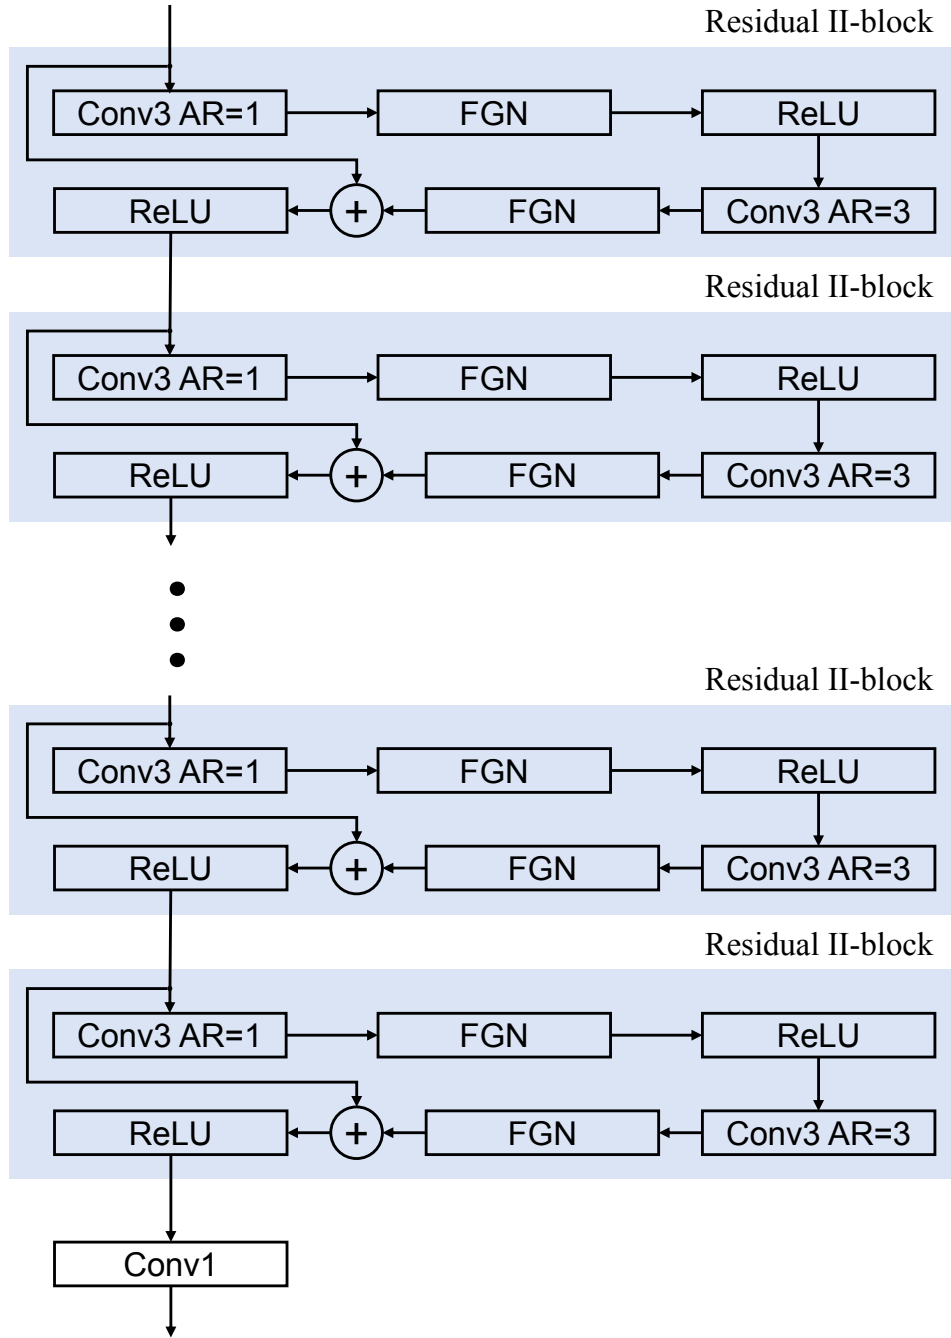 Residual II-block
Conv3 AR=1 FGN ReLU
ReLU + FGN Conv3 AR=3
Residual II-block
Conv3 AR=1 FGN ReLU
ReLU + FGN Conv3 AR=3
Residual II-block
Conv3 AR=1 FGN ReLU
ReLU + FGN Conv3 AR=3
Residual II-block
Conv3 AR=1 FGN ReLU
ReLU + FGN Conv3 AR=3
Conv1